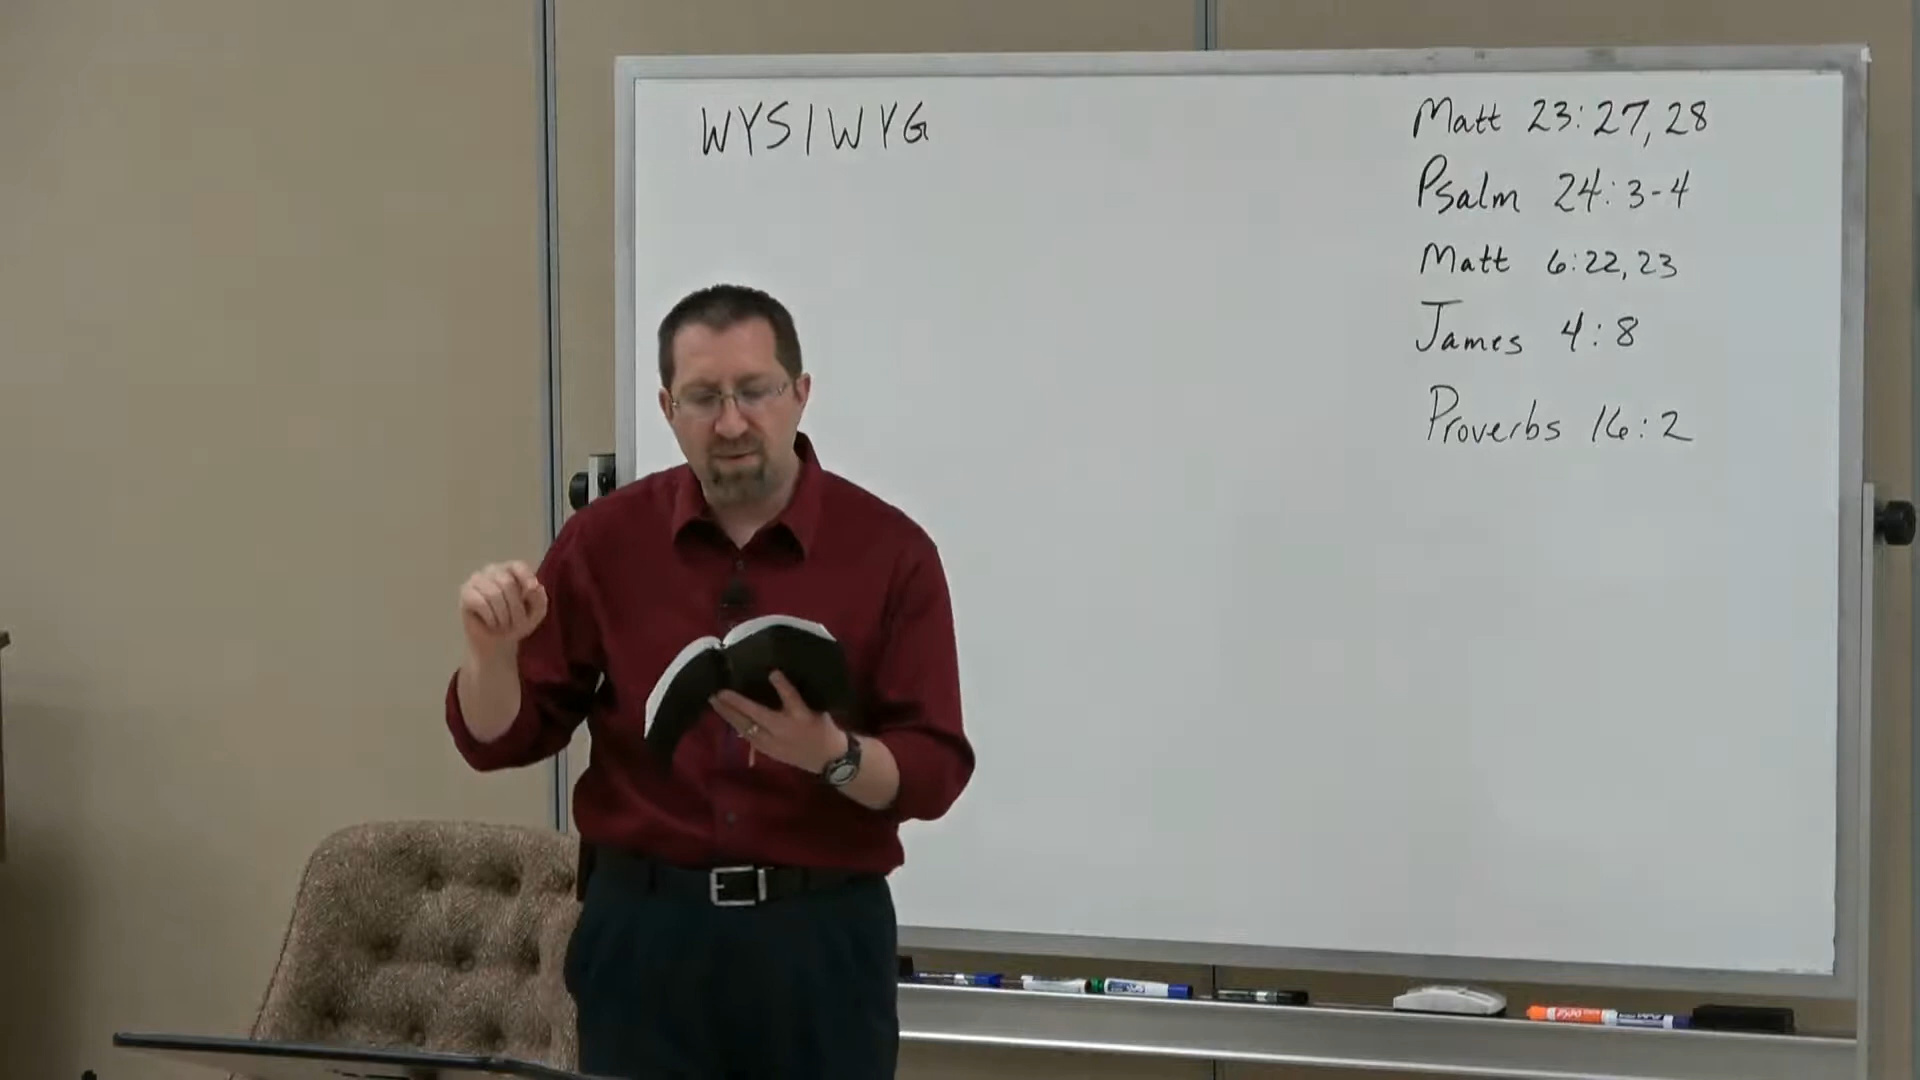 WYSIWYG
Matt 23:27,28
Psalm 24:3-4
Matt 6:22,23
James 4:8
Proverbs 16:2